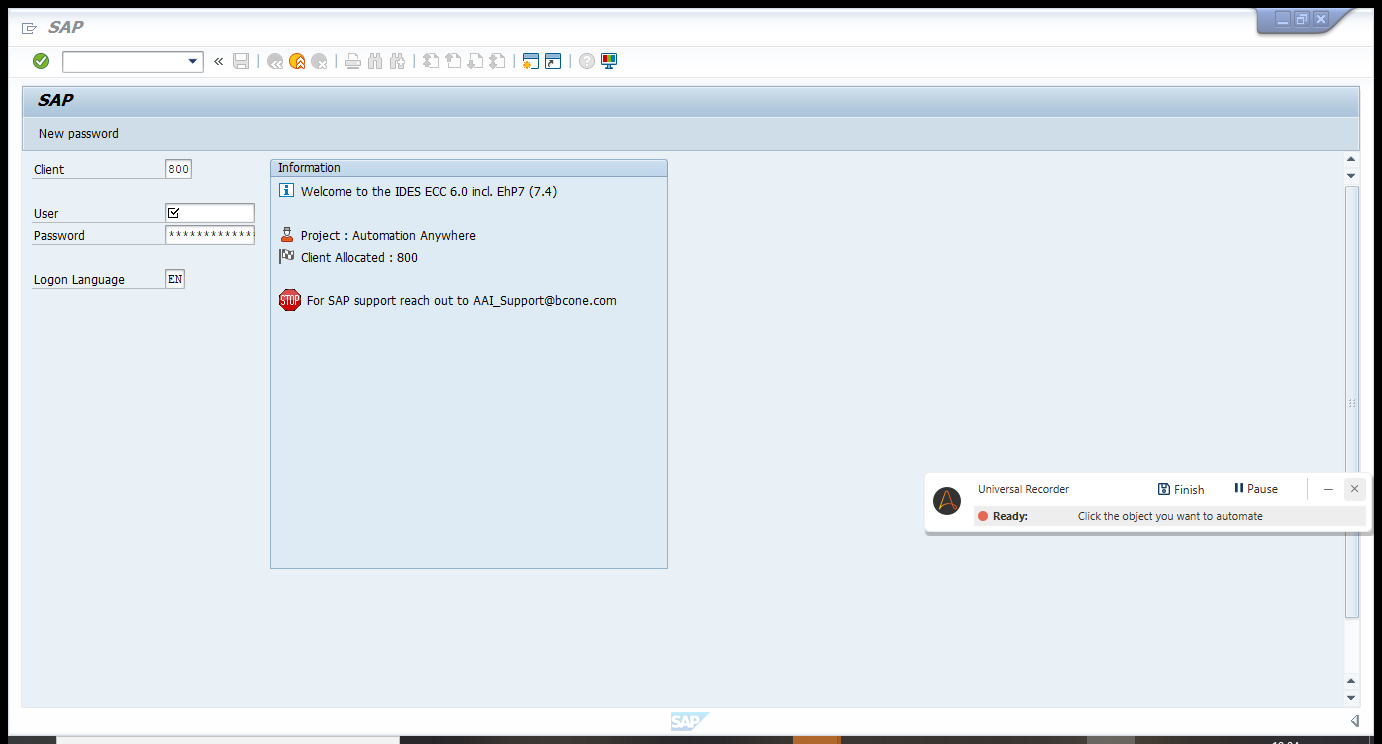 SAP
SAP
New password
Client 800
User
Password *************
Logon Language EN
Information
Welcome to the IDES ECC 6.0 incl. EhP7 (7.4)
Project : Automation Anywhere
Client Allocated : 800
STOP For SAP support reach out to AAI_Support@bcone.com
Universal Recorder Finish Pause
Ready: Click the object you want to automate
SAP